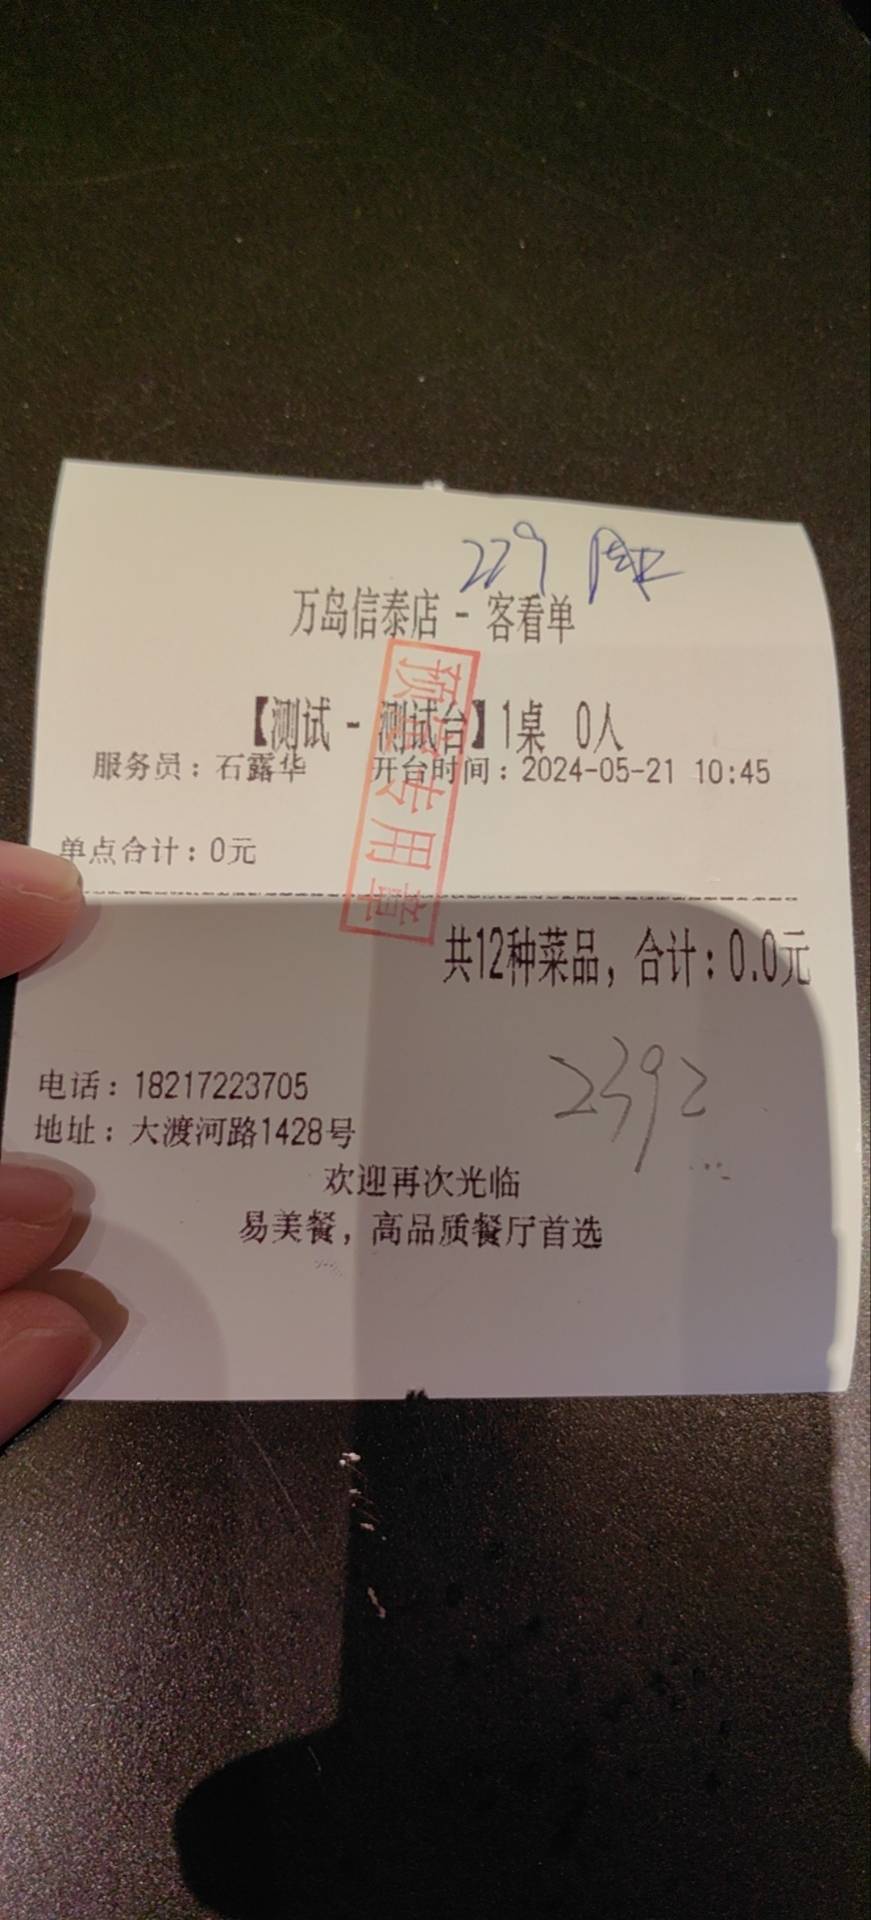 229
万岛信泰店 - 客看单
【测试 - 测试台】1桌 0人
服务员：石露华 开台时间：2024-05-21 10:45
单点合计：0元
专用章
共12种菜品，合计：0.0元
2392
电话：18217223705
地址：大渡河路1428号
欢迎再次光临
易美餐，高品质餐厅首选